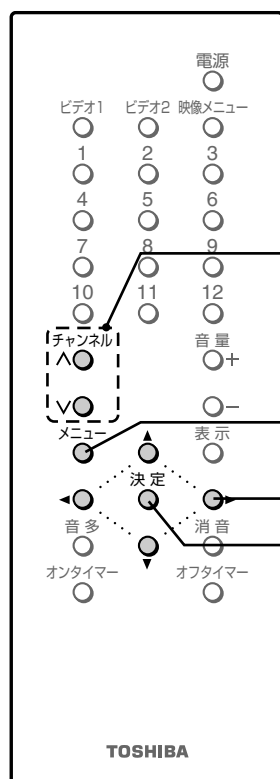 電源
ビデオ1 ビデオ2 映像メニュー
1 2 3
4 5 6
7 8 9
10 11 12
チャンネル 音量
∧ +
∨ −
メニュー ▲ 表示
決定
◀ ▶
音多 消音
▼
オンタイマー オフタイマー
TOSHIBA